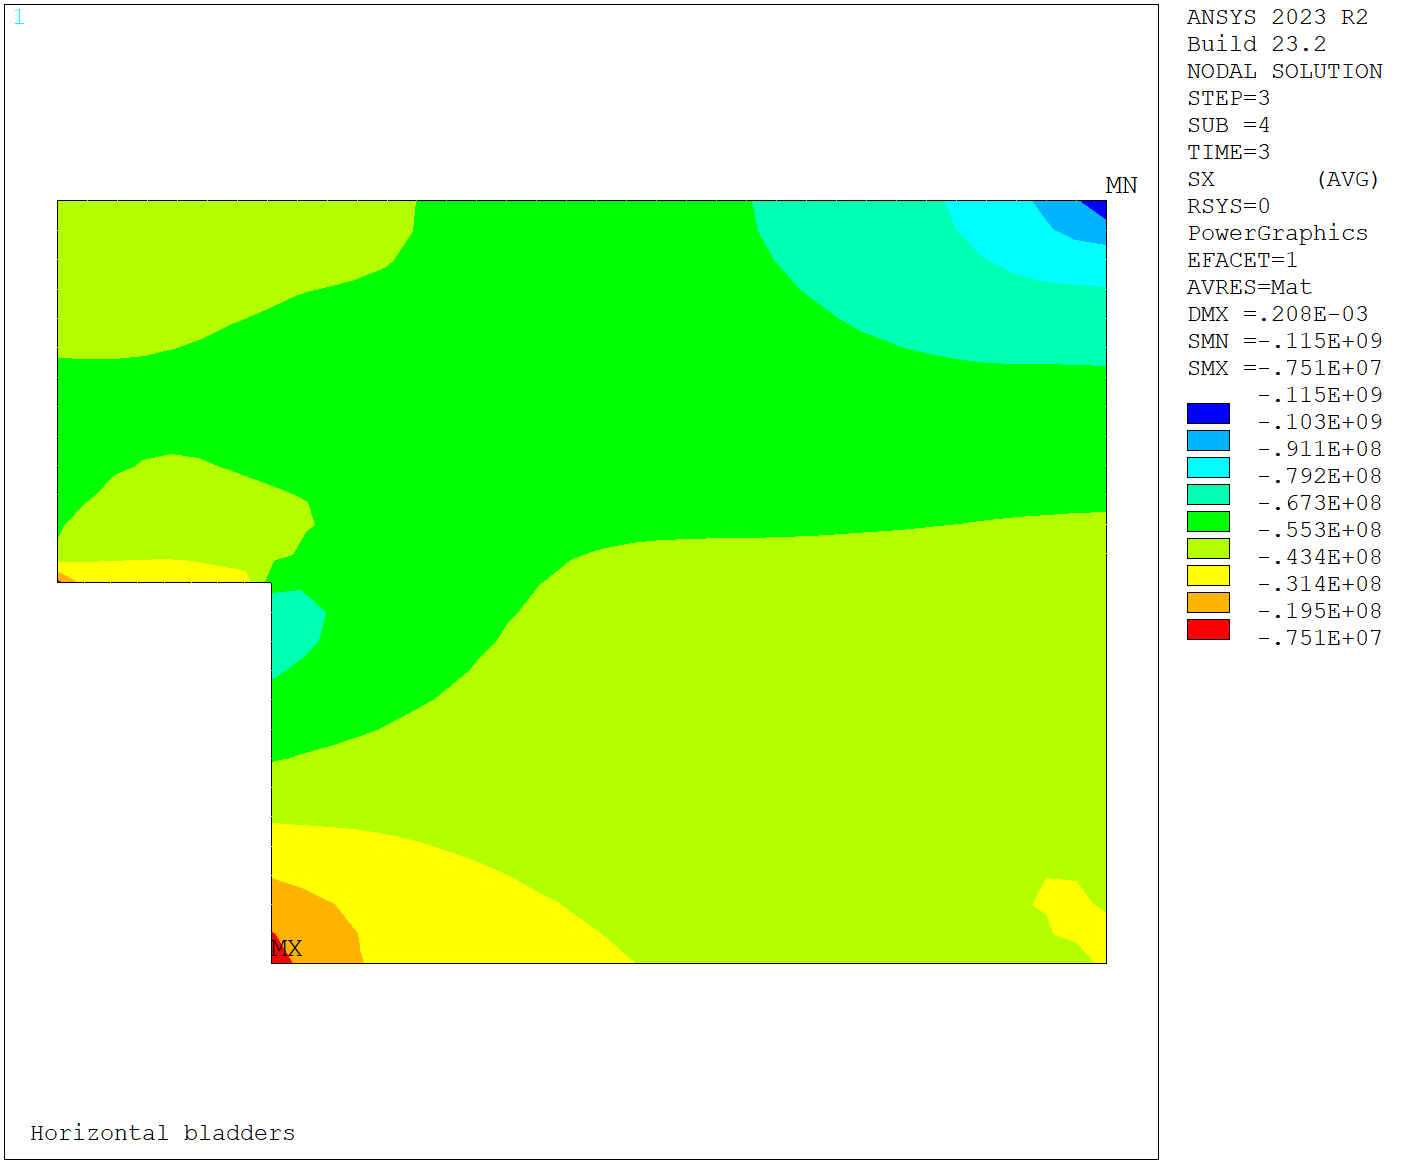 1
ANSYS 2023 R2
Build 23.2
NODAL SOLUTION
STEP=3
SUB =4
TIME=3
SX (AVG)
RSYS=0
PowerGraphics
EFACET=1
AVRES=Mat
DMX =.208E-03
SMN =-.115E+09
SMX =-.751E+07
-.115E+09
-.103E+09
-.911E+08
-.792E+08
-.673E+08
-.553E+08
-.434E+08
-.314E+08
-.195E+08
-.751E+07
MN
MX
Horizontal bladders